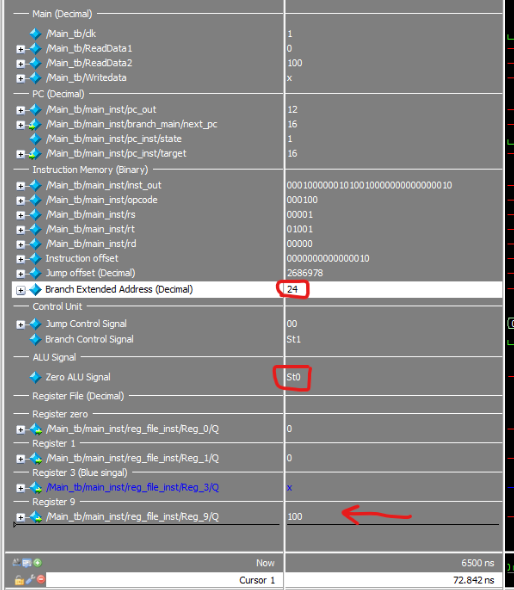 Main (Decimal)
/Main_tb/clk 1
/Main_tb/ReadData1 0
/Main_tb/ReadData2 100
/Main_tb/Writedata x
PC (Decimal)
/Main_tb/main_inst/pc_out 12
/Main_tb/main_inst/branch_main/next_pc 16
/Main_tb/main_inst/pc_inst/state 1
/Main_tb/main_inst/pc_inst/target 16
Instruction Memory (Binary)
/Main_tb/main_inst/inst_out 00010000001010010000000000000010
/Main_tb/main_inst/opcode 000100
/Main_tb/main_inst/rs 00001
/Main_tb/main_inst/rt 01001
/Main_tb/main_inst/rd 00000
Instruction offset 0000000000000010
Jump offset (Decimal) 2686978
Branch Extended Address (Decimal) 24
Control Unit
Jump Control Signal 00
Branch Control Signal St1
ALU Signal
Zero ALU Signal St0
Register File (Decimal)
Register zero
/Main_tb/main_inst/reg_file_inst/Reg_0/Q 0
Register 1
/Main_tb/main_inst/reg_file_inst/Reg_1/Q 0
Register 3 (Blue singal)
/Main_tb/main_inst/reg_file_inst/Reg_3/Q x
Register 9
/Main_tb/main_inst/reg_file_inst/Reg_9/Q 100
Now 6500 ns
Cursor 1 72.842 ns